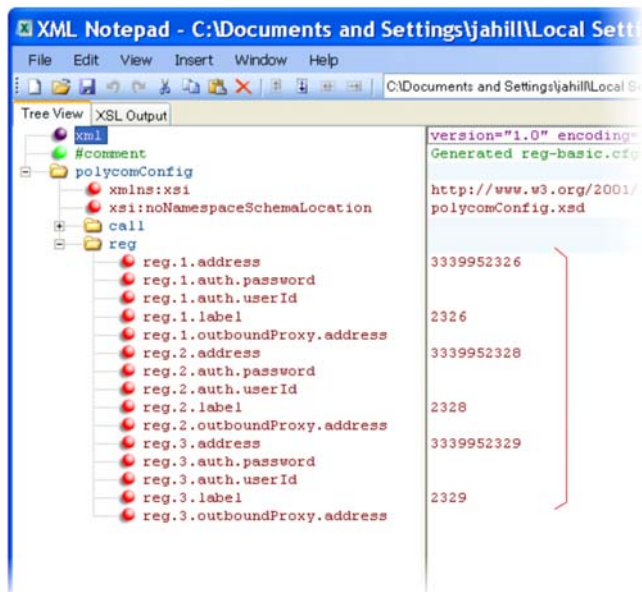 XML Notepad - C:\Documents and Settings\jahill\Local Setti
File Edit View Insert Window Help
C:\Documents and Settings\jahill\Local S
Tree View XSL Output
xml version="1.0" encoding=
#comment Generated reg-basic.cfg
polycomConfig
xmlns:xsi http://www.w3.org/2001/
xsi:noNamespaceSchemaLocation polycomConfig.xsd
call
reg
reg.1.address 3339952326
reg.1.auth.password
reg.1.auth.userId
reg.1.label 2326
reg.1.outboundProxy.address
reg.2.address 3339952328
reg.2.auth.password
reg.2.auth.userId
reg.2.label 2328
reg.2.outboundProxy.address
reg.3.address 3339952329
reg.3.auth.password
reg.3.auth.userId
reg.3.label 2329
reg.3.outboundProxy.address